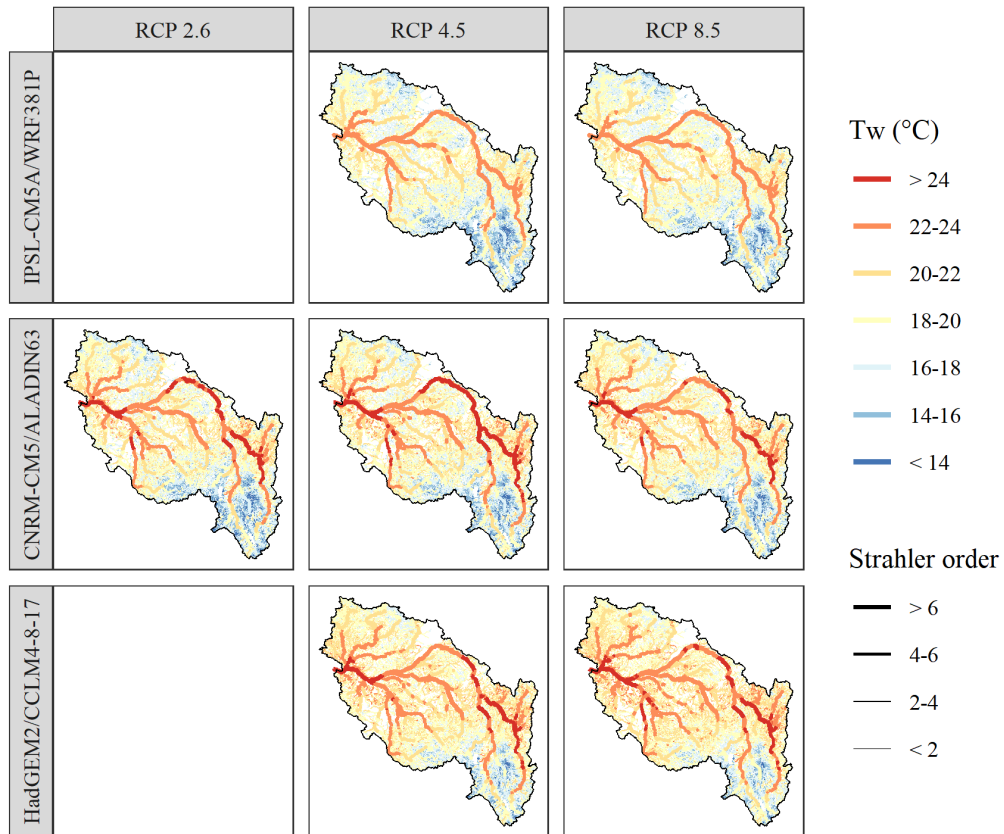 RCP 2.6
RCP 4.5
RCP 8.5
IPSL-CM5A/WRF381P
CNRM-CM5/ALADIN63
HadGEM2/CCLM4-8-17
Tw (°C)
> 24
22-24
20-22
18-20
16-18
14-16
< 14
Strahler order
> 6
4-6
2-4
< 2